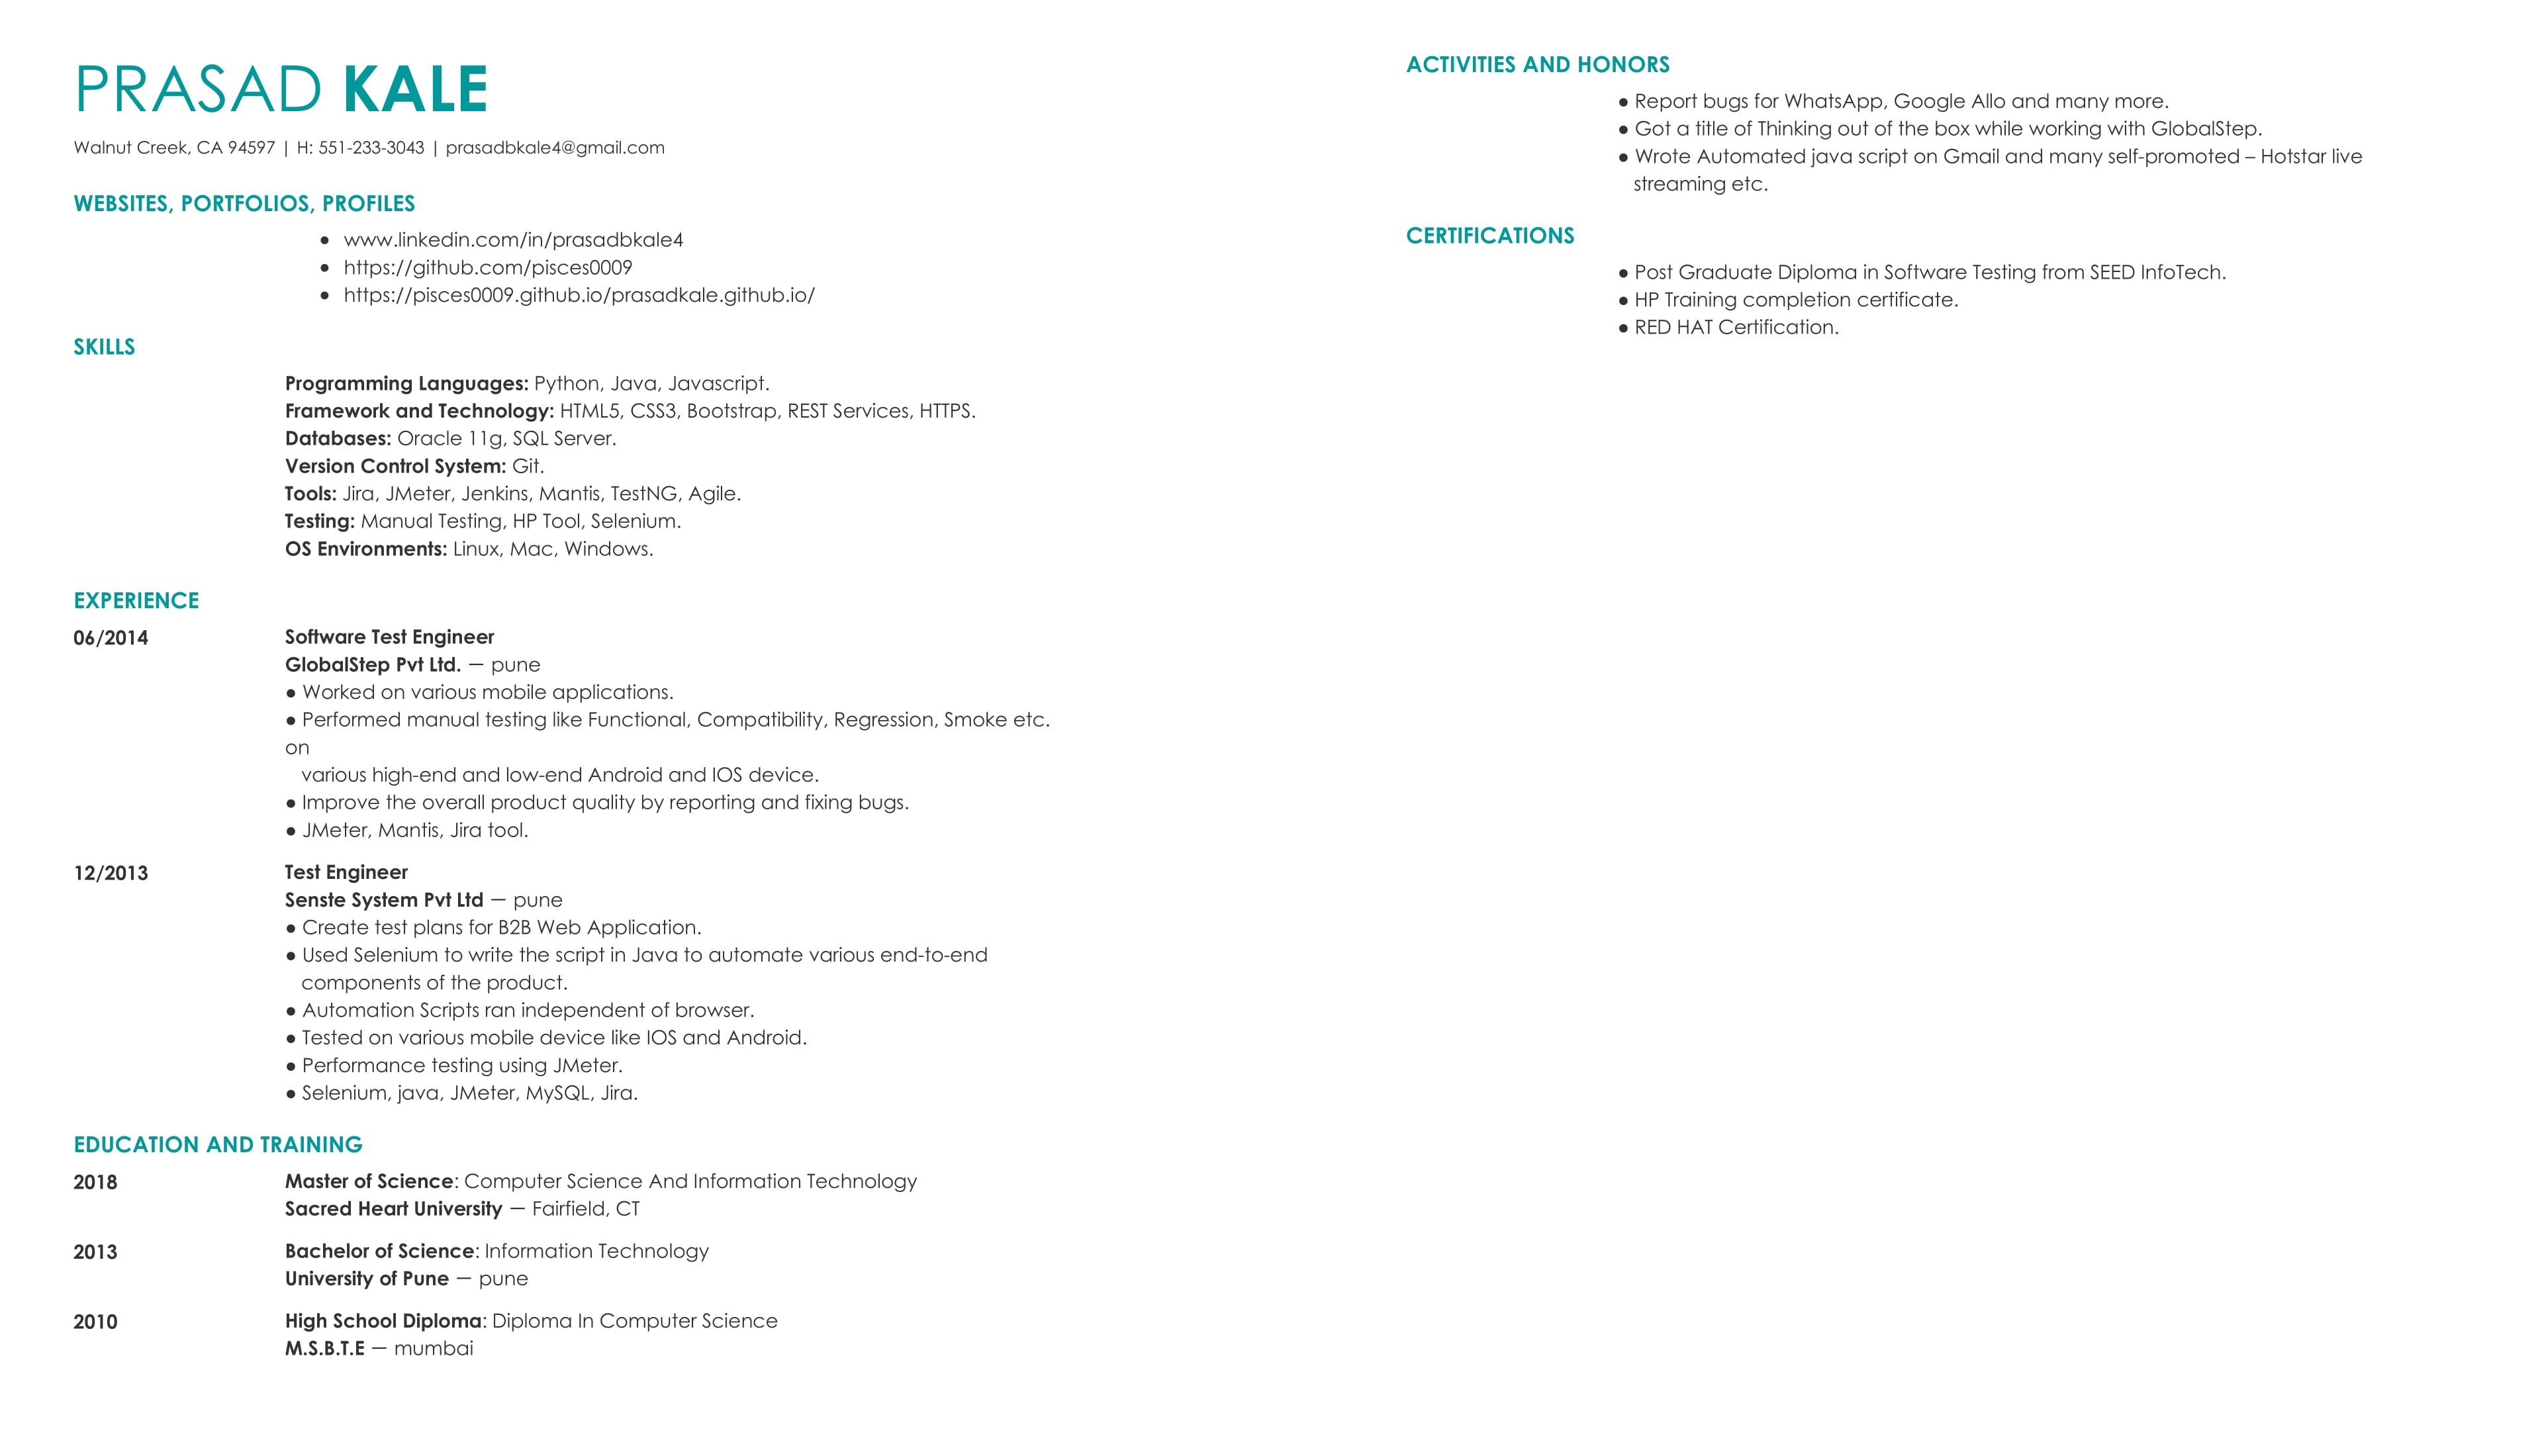 PRASAD KALE
Walnut Creek, CA 94597 | H: 551-233-3043 | prasadbkale4@gmail.com
WEBSITES, PORTFOLIOS, PROFILES
● www.linkedin.com/in/prasadbkale4
● https://github.com/pisces0009
● https://pisces0009.github.io/prasadkale.github.io/
SKILLS
Programming Languages: Python, Java, Javascript.
Framework and Technology: HTML5, CSS3, Bootstrap, REST Services, HTTPS.
Databases: Oracle 11g, SQL Server.
Version Control System: Git.
Tools: Jira, JMeter, Jenkins, Mantis, TestNG, Agile.
Testing: Manual Testing, HP Tool, Selenium.
OS Environments: Linux, Mac, Windows.
EXPERIENCE
06/2014 Software Test Engineer
GlobalStep Pvt Ltd. — pune
● Worked on various mobile applications.
● Performed manual testing like Functional, Compatibility, Regression, Smoke etc.
on
various high-end and low-end Android and IOS device.
● Improve the overall product quality by reporting and fixing bugs.
● JMeter, Mantis, Jira tool.
12/2013 Test Engineer
Senste System Pvt Ltd — pune
● Create test plans for B2B Web Application.
● Used Selenium to write the script in Java to automate various end-to-end
components of the product.
● Automation Scripts ran independent of browser.
● Tested on various mobile device like IOS and Android.
● Performance testing using JMeter.
● Selenium, java, JMeter, MySQL, Jira.
EDUCATION AND TRAINING
2018 Master of Science: Computer Science And Information Technology
Sacred Heart University — Fairfield, CT
2013 Bachelor of Science: Information Technology
University of Pune — pune
2010 High School Diploma: Diploma In Computer Science
M.S.B.T.E — mumbai
ACTIVITIES AND HONORS
● Report bugs for WhatsApp, Google Allo and many more.
● Got a title of Thinking out of the box while working with GlobalStep.
● Wrote Automated java script on Gmail and many self-promoted – Hotstar live
streaming etc.
CERTIFICATIONS
● Post Graduate Diploma in Software Testing from SEED InfoTech.
● HP Training completion certificate.
● RED HAT Certification.